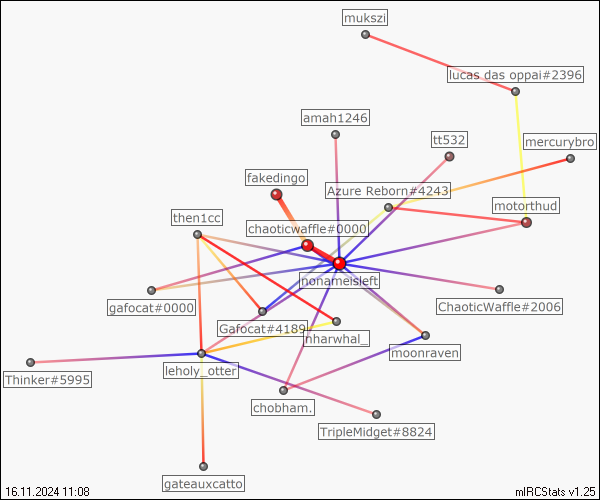 mukszi
lucas das oppai#2396
amah1246
tt532
mercurybro
fakedingo
Azure Reborn#4243
motorthud
then1cc
chaoticwaffle#0000
nonameisleft
gafocat#0000
ChaoticWaffle#2006
Gafocat#4189
nharwhal_
moonraven
leholy_otter
Thinker#5995
chobham.
TripleMidget#8824
gateauxcatto
16.11.2024 11:08
mIRCStats v1.25